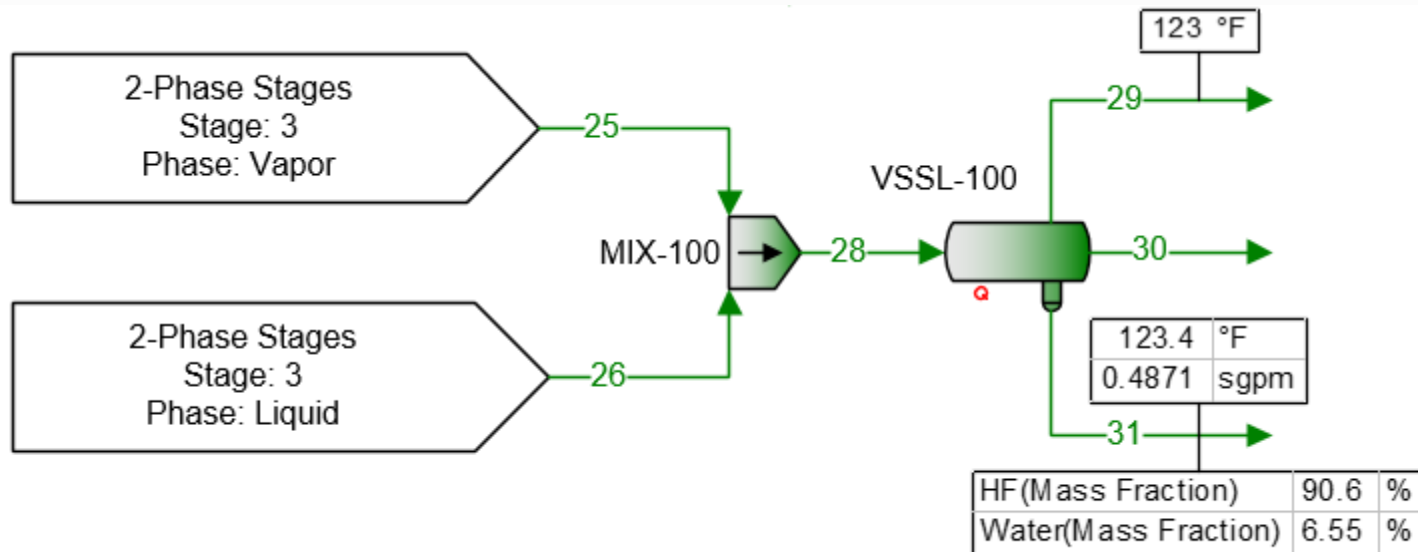 123 °F
2-Phase Stages
Stage: 3
Phase: Vapor
25
29
VSSL-100
MIX-100
28
30
Q
2-Phase Stages
Stage: 3
Phase: Liquid
26
123.4 °F
0.4871 sgpm
31
HF(Mass Fraction) 90.6 %
Water(Mass Fraction) 6.55 %